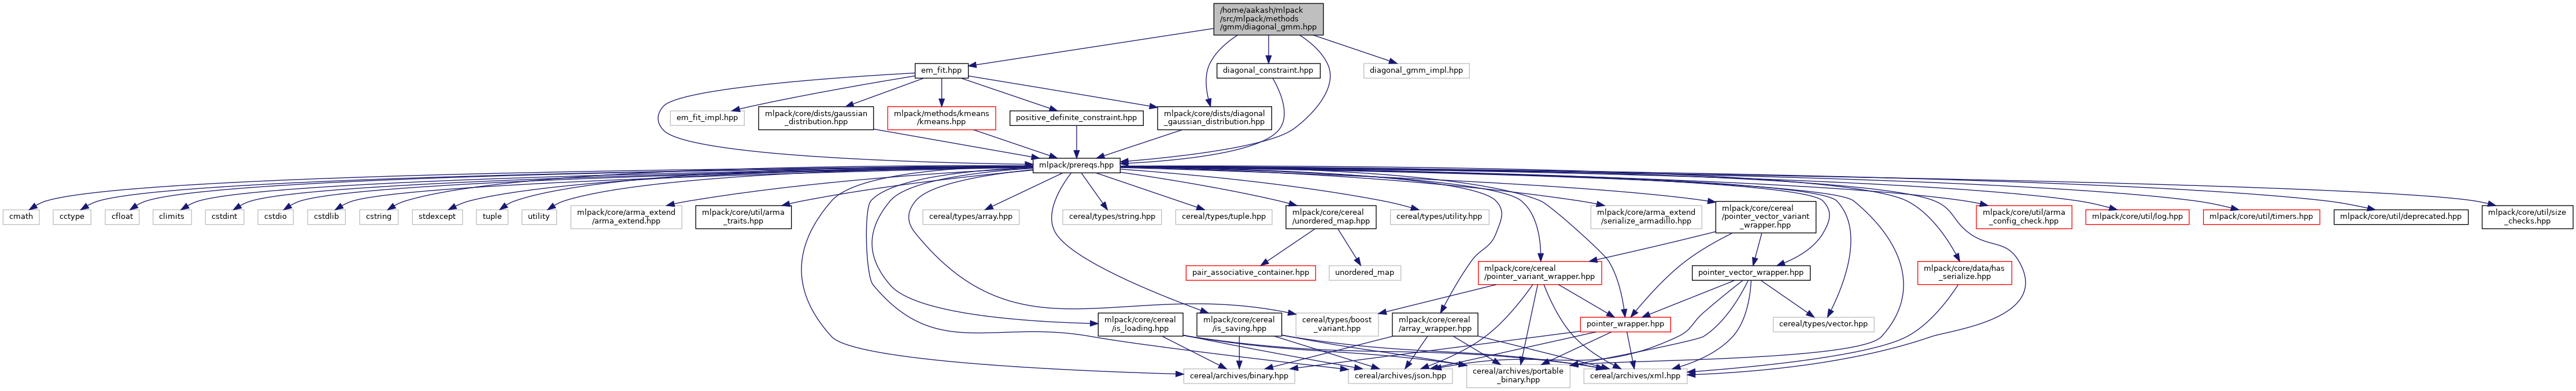 /home/aakash/mlpack
/src/mlpack/methods
/gmm/diagonal_gmm.hpp
em_fit.hpp
diagonal_constraint.hpp
diagonal_gmm_impl.hpp
em_fit_impl.hpp
mlpack/core/dists/gaussian
_distribution.hpp
mlpack/methods/kmeans
/kmeans.hpp
positive_definite_constraint.hpp
mlpack/core/dists/diagonal
_gaussian_distribution.hpp
mlpack/prereqs.hpp
cmath
cctype
cfloat
climits
cstdint
cstdio
cstdlib
cstring
stdexcept
tuple
utility
mlpack/core/arma_extend
/arma_extend.hpp
mlpack/core/util/arma
_traits.hpp
cereal/types/array.hpp
cereal/types/string.hpp
cereal/types/tuple.hpp
mlpack/core/cereal
/unordered_map.hpp
cereal/types/utility.hpp
mlpack/core/arma_extend
/serialize_armadillo.hpp
mlpack/core/cereal
/pointer_vector_variant
_wrapper.hpp
mlpack/core/util/arma
_config_check.hpp
mlpack/core/util/log.hpp
mlpack/core/util/timers.hpp
mlpack/core/util/deprecated.hpp
mlpack/core/util/size
_checks.hpp
pair_associative_container.hpp
unordered_map
mlpack/core/cereal
/pointer_variant_wrapper.hpp
pointer_vector_wrapper.hpp
mlpack/core/data/has
_serialize.hpp
mlpack/core/cereal
/is_loading.hpp
mlpack/core/cereal
/is_saving.hpp
cereal/types/boost
_variant.hpp
mlpack/core/cereal
/array_wrapper.hpp
pointer_wrapper.hpp
cereal/types/vector.hpp
cereal/archives/binary.hpp
cereal/archives/json.hpp
cereal/archives/portable
_binary.hpp
cereal/archives/xml.hpp